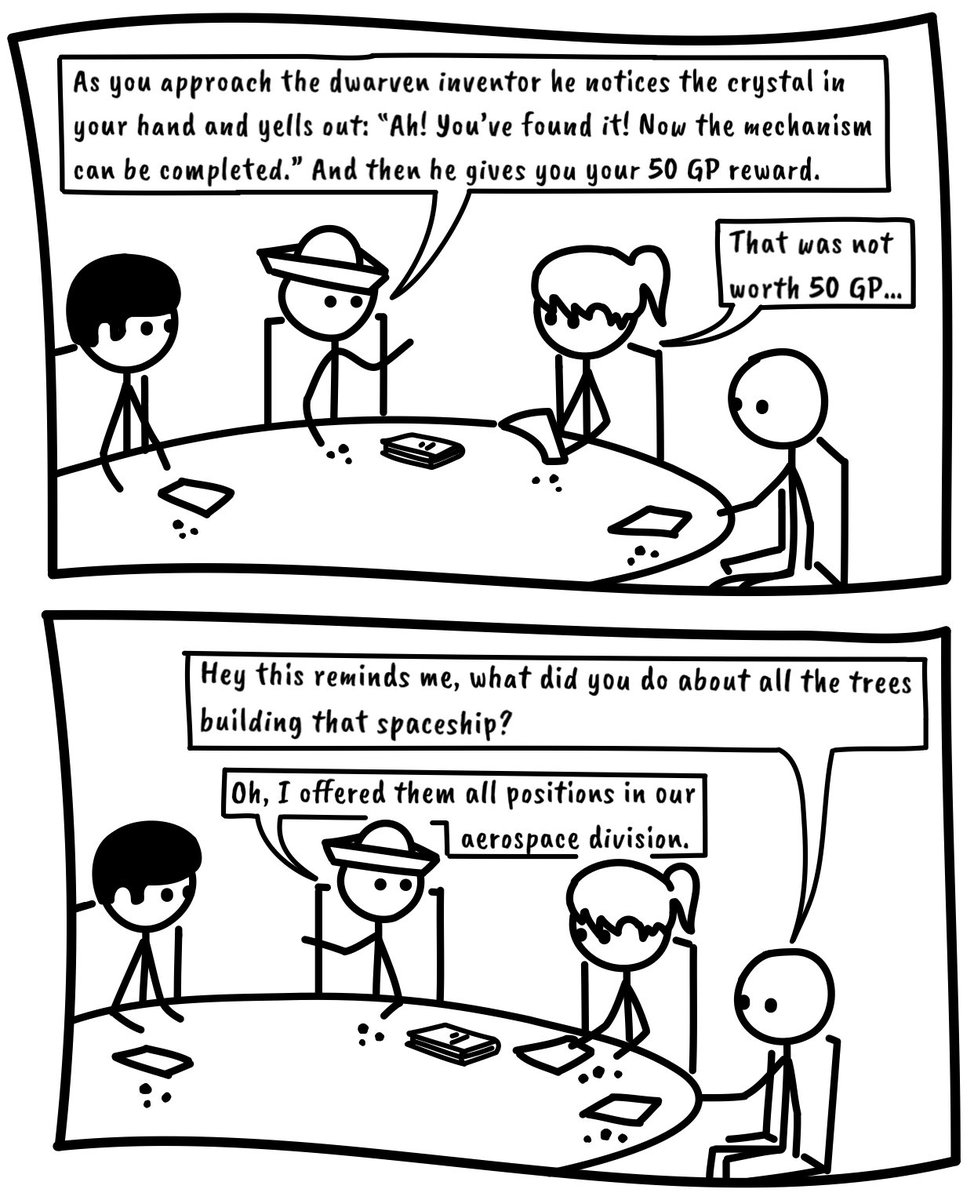 As you approach the dwarven inventor he notices the crystal in
your hand and yells out: "Ah! You've found it! Now the mechanism
can be completed." And then he gives you your 50 GP reward.
That was not
worth 50 GP...
Hey this reminds me, what did you do about all the trees
building that spaceship?
Oh, I offered them all positions in our
aerospace division.